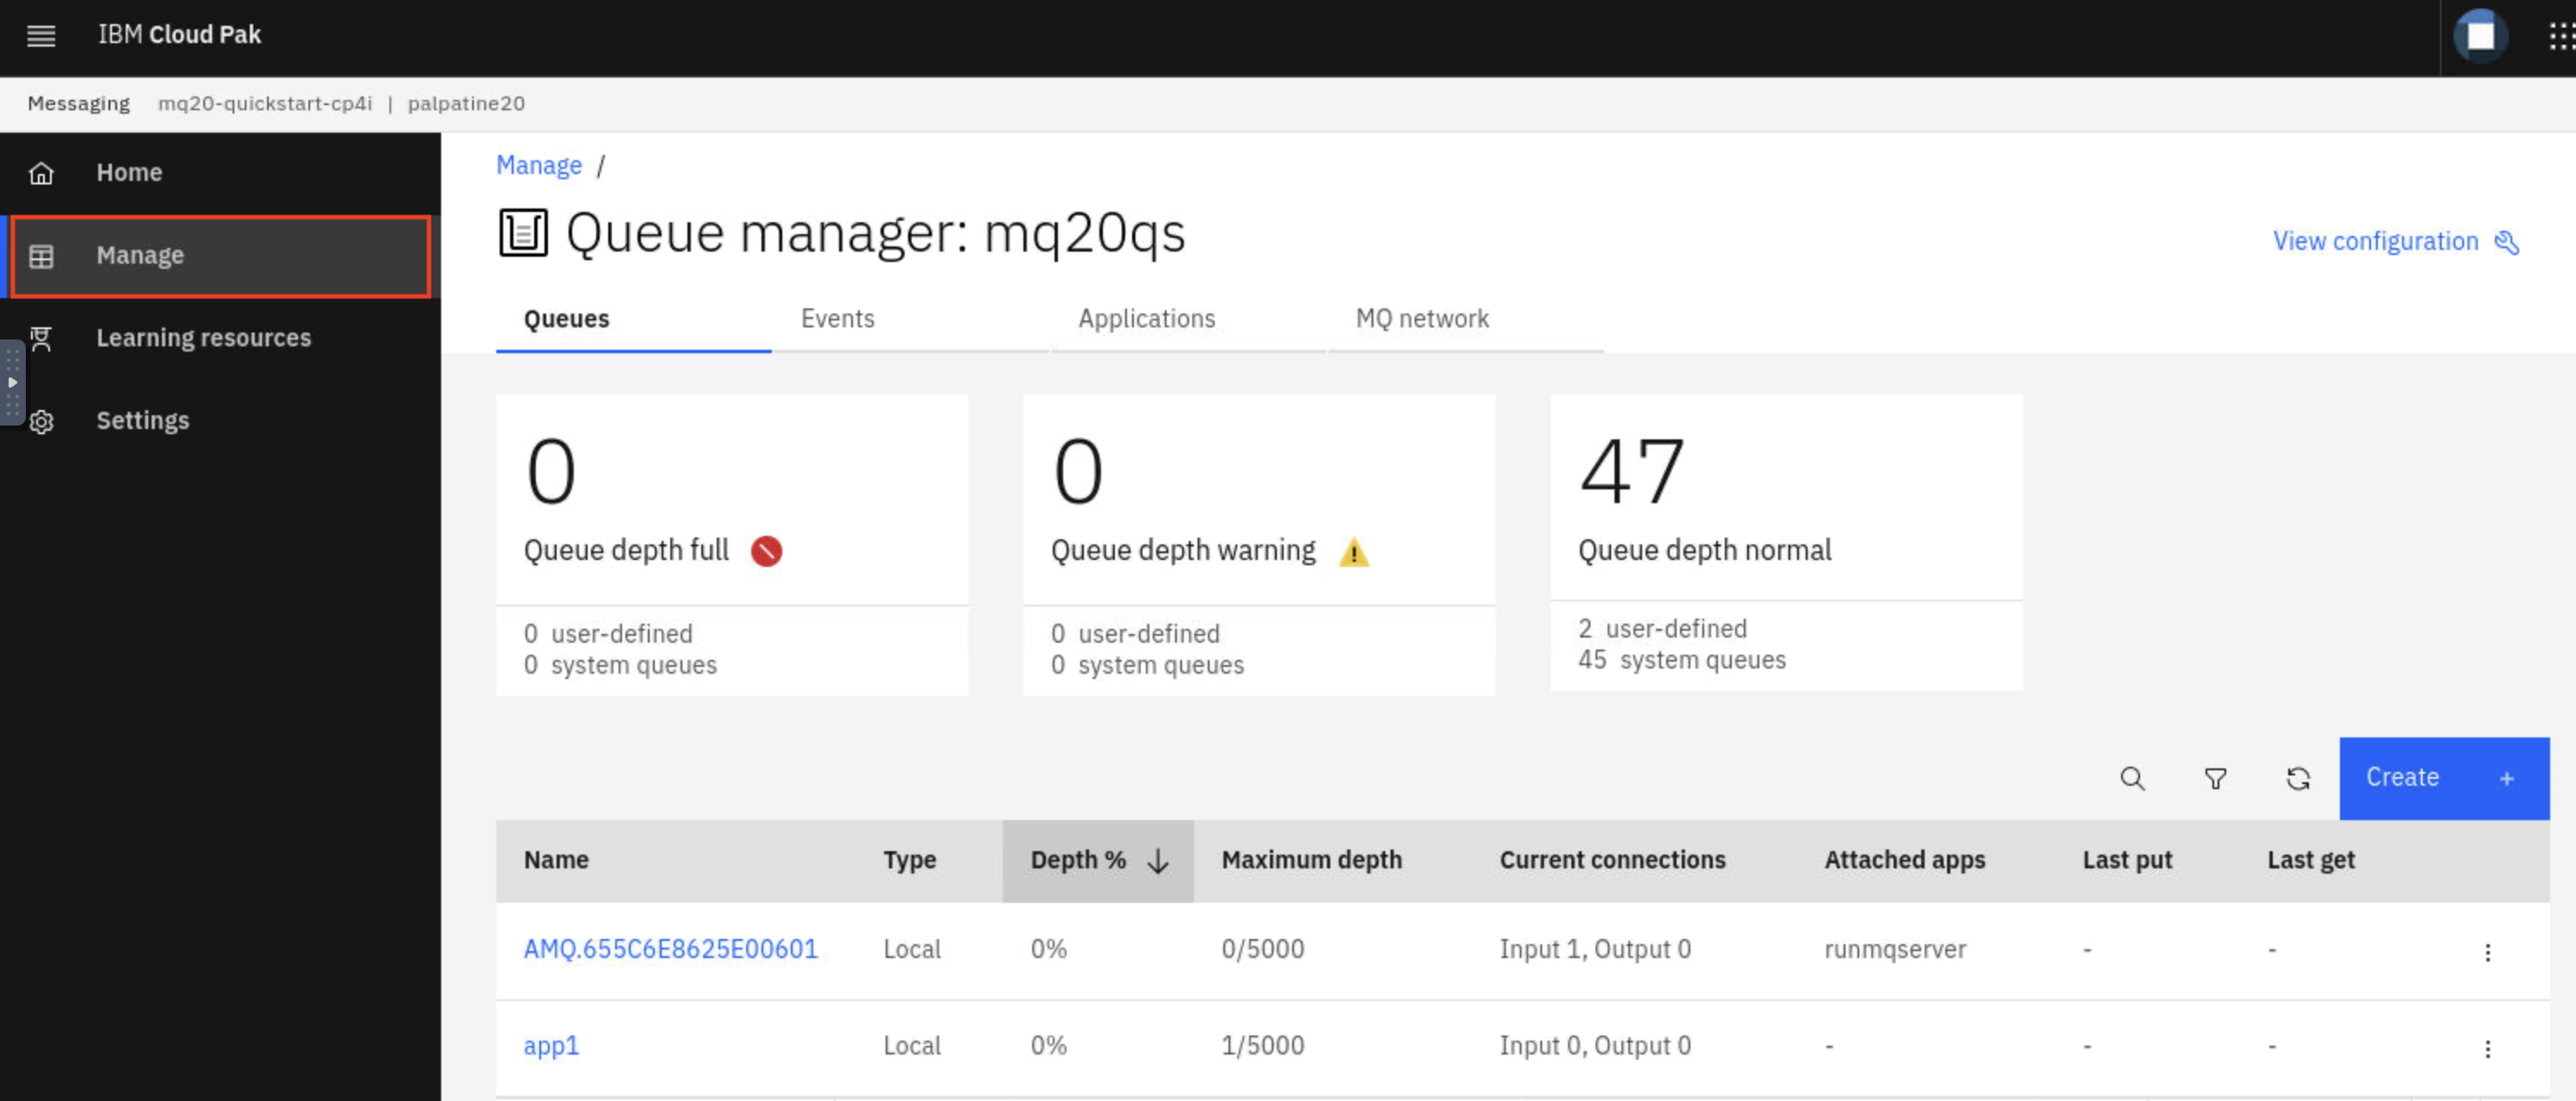 IBM Cloud Pak
Messaging mq20-quickstart-cp4i | palpatine20
Home
Manage
Learning resources
Settings
Manage /
Queue manager: mq20qs
View configuration
Queues Events Applications MQ network
0
Queue depth full
0 user-defined
0 system queues
0
Queue depth warning
0 user-defined
0 system queues
47
Queue depth normal
2 user-defined
45 system queues
Create +
Name Type Depth % Maximum depth Current connections Attached apps Last put Last get
AMQ.655C6E8625E00601 Local 0% 0/5000 Input 1, Output 0 runmqserver - -
app1 Local 0% 1/5000 Input 0, Output 0 - - -